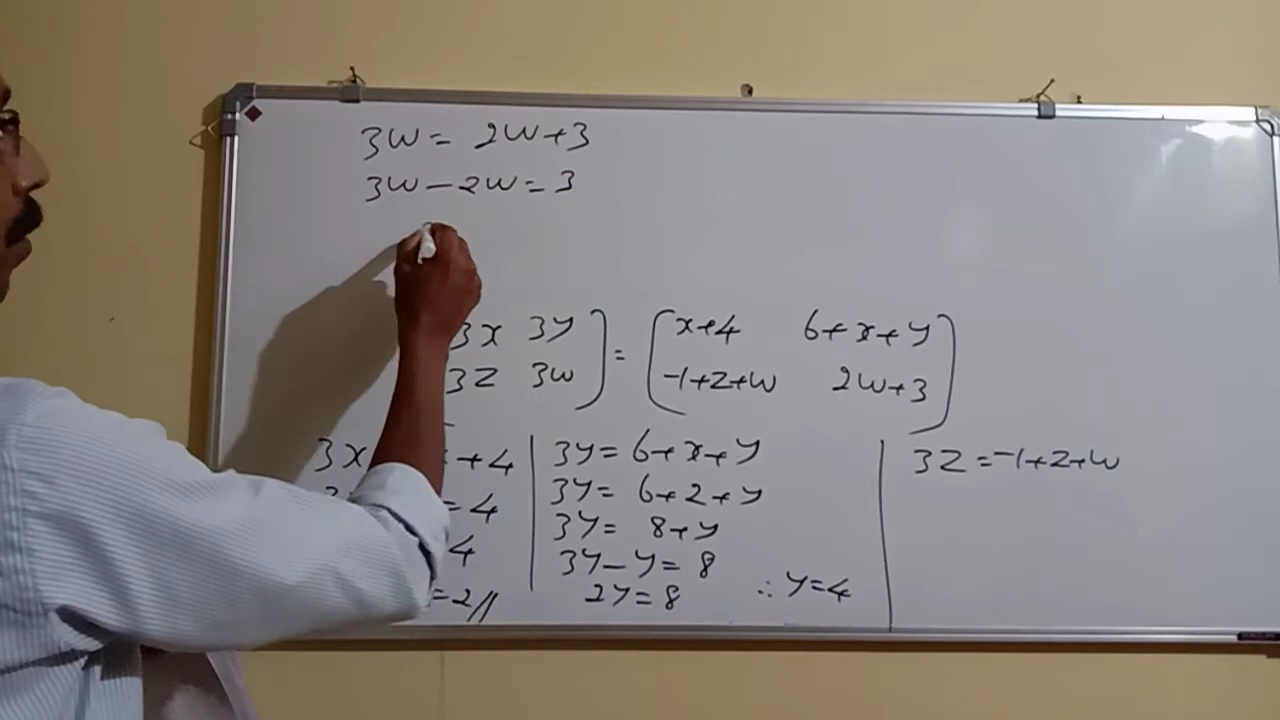 3W = 2W+3
3W - 2W = 3
3x 3y = x+4 6+x+y
3Z 3W -1+Z+W 2W+3
3x +4
= 4
4
=2//
3y = 6+x+y
3y = 6+2+y
3y = 8+y
3y - y = 8
2y = 8 ∴ y=4
3Z = -1+Z+W